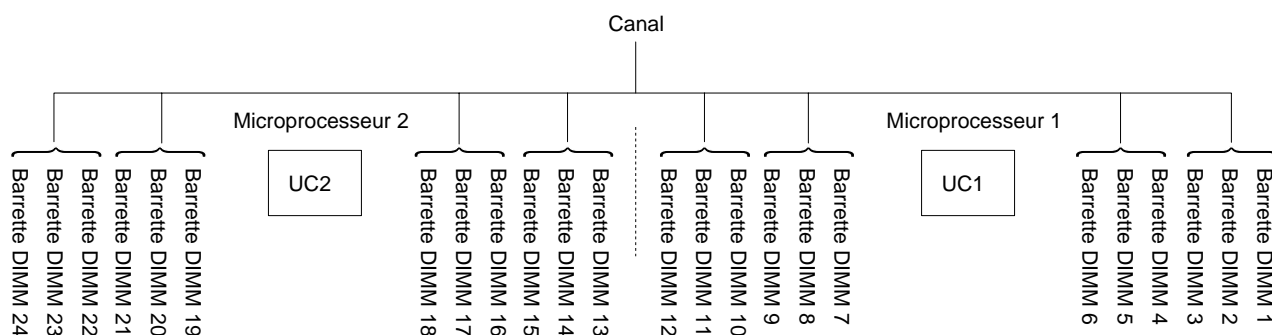 Canal
Microprocesseur 2
Microprocesseur 1
UC2
UC1
Barrette DIMM 24
Barrette DIMM 23
Barrette DIMM 22
Barrette DIMM 21
Barrette DIMM 20
Barrette DIMM 19
Barrette DIMM 18
Barrette DIMM 17
Barrette DIMM 16
Barrette DIMM 15
Barrette DIMM 14
Barrette DIMM 13
Barrette DIMM 12
Barrette DIMM 11
Barrette DIMM 10
Barrette DIMM 9
Barrette DIMM 8
Barrette DIMM 7
Barrette DIMM 6
Barrette DIMM 5
Barrette DIMM 4
Barrette DIMM 3
Barrette DIMM 2
Barrette DIMM 1